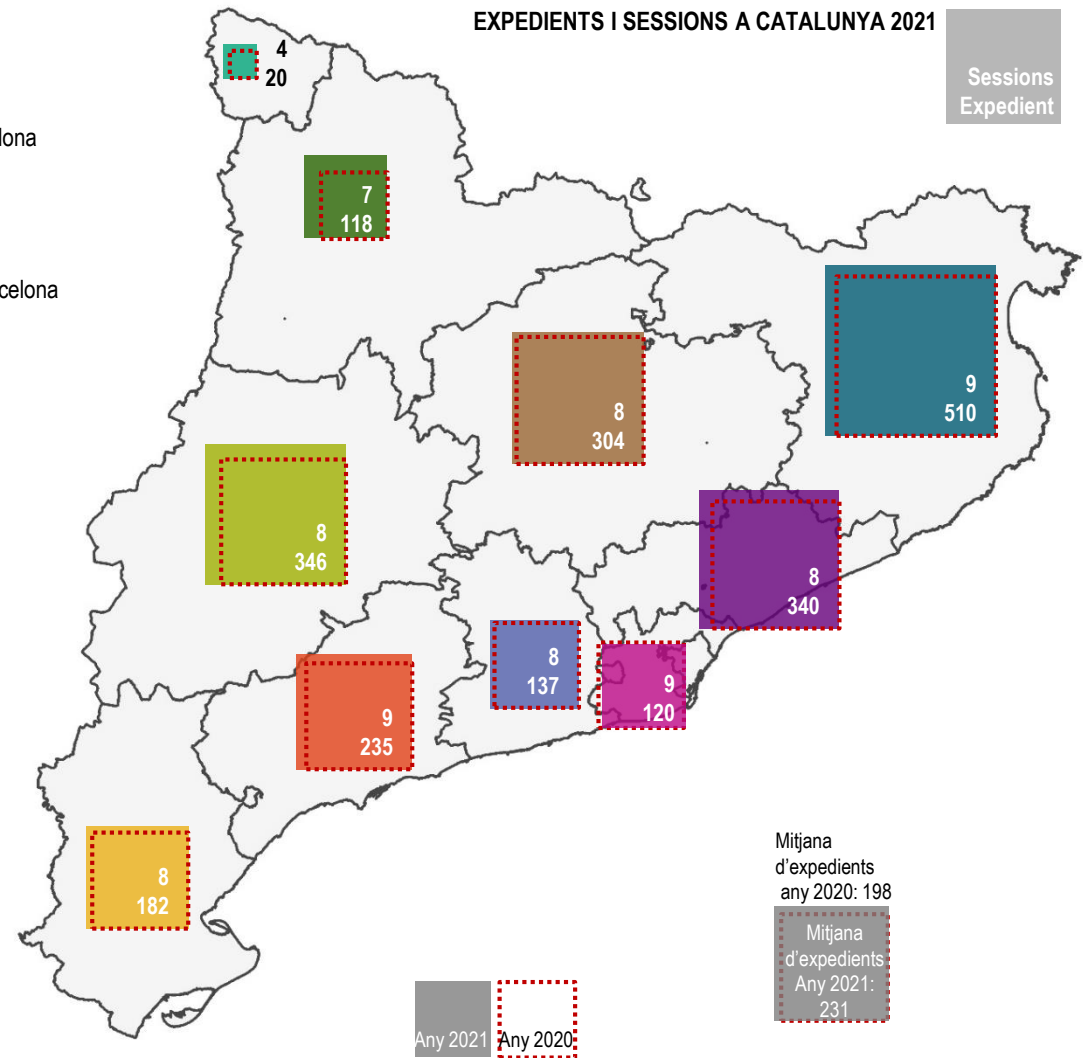 EXPEDIENTS I SESSIONS A CATALUNYA 2021
Sessions
Expedient
4
20
lona
7
118
celona
9
510
8
304
8
346
8
340
8
137
9
120
9
235
8
182
Mitjana
d'expedients
any 2020: 198
Mitjana
d'expedients
Any 2021:
231
Any 2021
Any 2020